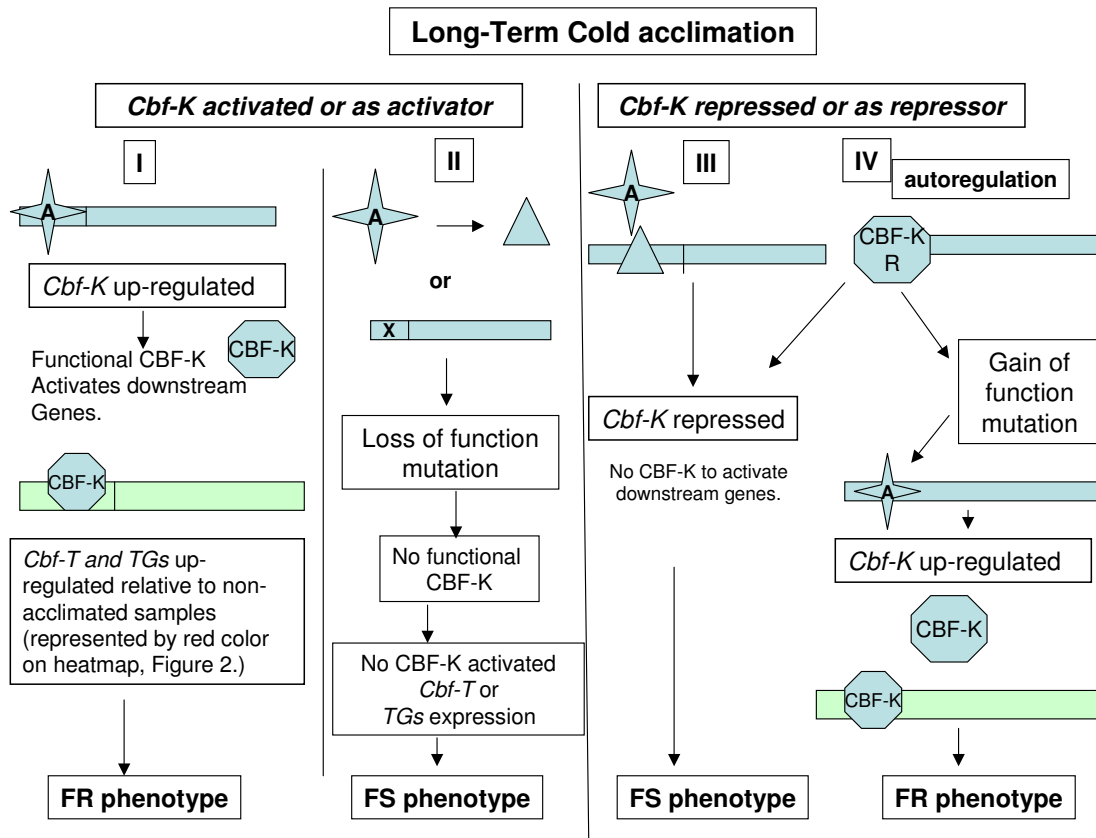 Long-Term Cold acclimation
Cbf-K activated or as activator
I
A
Cbf-K up-regulated
Functional CBF-K
Activates downstream
Genes.
CBF-K
CBF-K
Cbf-T and TGs up-
regulated relative to non-
acclimated samples
(represented by red color
on heatmap, Figure 2.)
FR phenotype
II
A
or
X
Loss of function
mutation
No functional
CBF-K
No CBF-K activated
Cbf-T or
TGs expression
FS phenotype
Cbf-K repressed or as repressor
III
A
Cbf-K repressed
No CBF-K to activate
downstream genes.
FS phenotype
IV
autoregulation
CBF-K
R
Gain of
function
mutation
A
Cbf-K up-regulated
CBF-K
CBF-K
FR phenotype